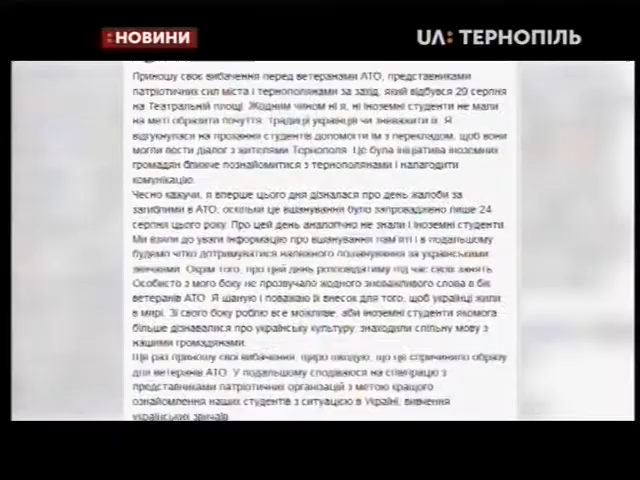 :НОВИНИ
UA: ТЕРНОПІЛЬ
Приношу своє вибачення перед ветеранами АТО, представниками
патріотичних сил міста і тернополянами за захід, який відбувся 29 серпня
на Театральній площі. Жодним чином ні я, ні іноземні студенти не мали
на меті образити почуття, традиції українців чи зневажити їх. Я
відгукнулася на прохання студентів допомогти їм з перекладом, щоб вони
могли вести діалог з жителями Тернополя. Це була ініціатива іноземних
громадян ближче познайомитися з тернополянами і налагодити
комунікацію.
Чесно кажучи, я вперше цього дня дізналася про день жалоби за
загиблими в АТО, оскільки це вшанування було запроваджено лише 24
серпня цього року. Про цей день аналогічно не знали і іноземні студенти.
Ми взяли до уваги інформацію про вшанування пам'яті і в подальшому
будемо чітко дотримуватися належного пошанування за українськими
звичаями. Окрім того, про цей день розповідатиму під час своїх занять.
Особисто з мого боку не прозвучало жодного зневажливого слова в бік
ветеранів АТО. Я шаную і поважаю їх внесок для того, щоб українці жили
в мирі. Зі свого боку роблю все можливе, аби іноземні студенти якомога
більше дізнавалися про українську культуру, знаходили спільну мову з
нашими громадянами.
Ще раз приношу свої вибачення, щиро шкодую, що це спричинило образу
для ветеранів АТО. У подальшому сподіваюся на співпрацю з
представниками патріотичних організацій з метою кращого
ознайомлення наших студентів з ситуацією в Україні, вивчення
українських звичаїв